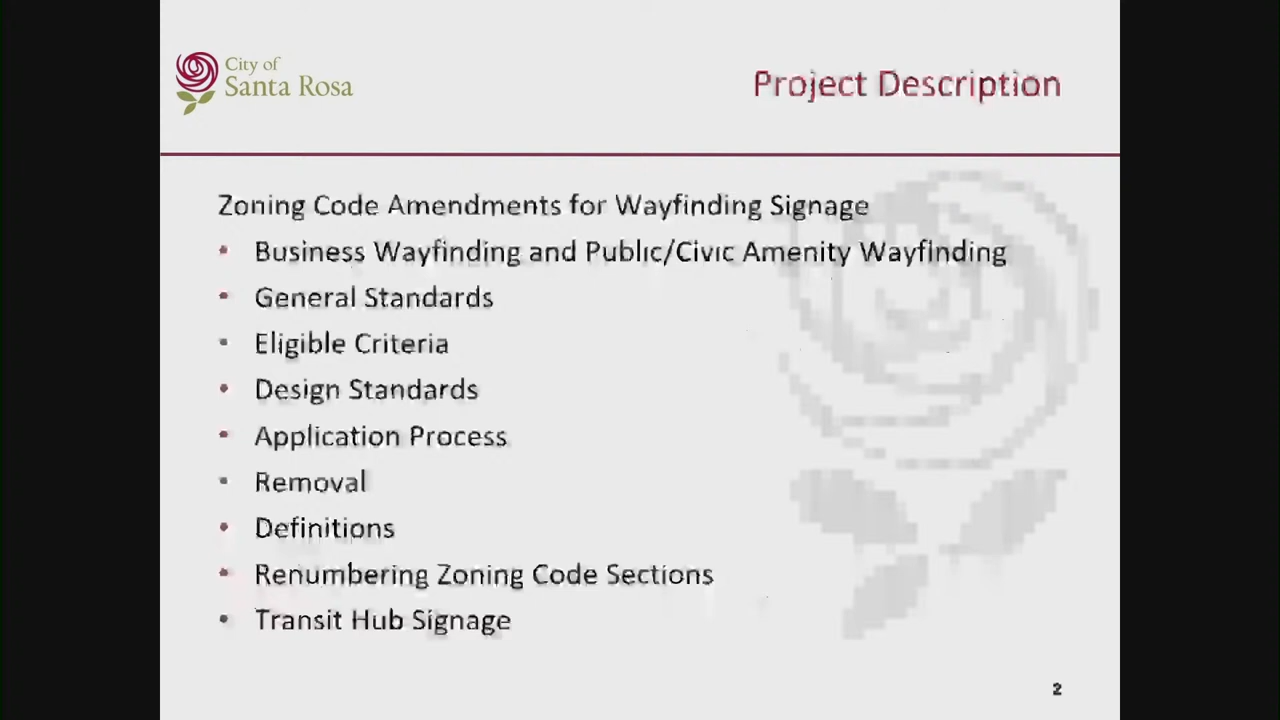 City of
Santa Rosa
Project Description
Zoning Code Amendments for Wayfinding Signage
• Business Wayfinding and Public/Civic Amenity Wayfinding
• General Standards
• Eligible Criteria
• Design Standards
• Application Process
• Removal
• Definitions
• Renumbering Zoning Code Sections
• Transit Hub Signage
2